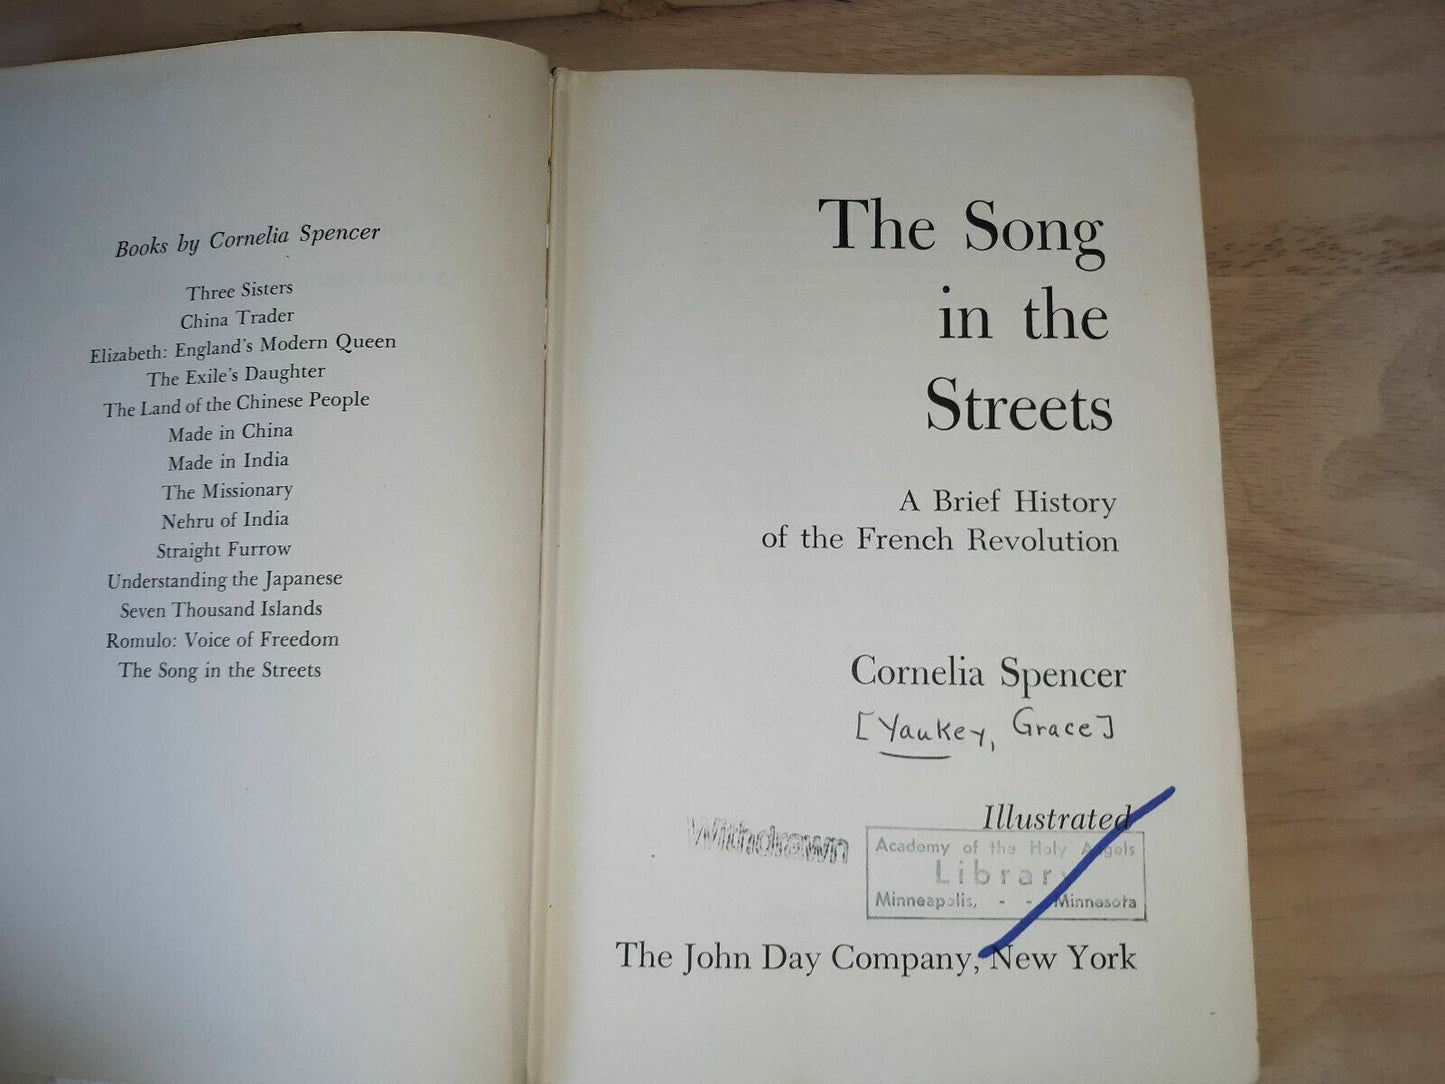 Books by Cornelia Spencer
Three Sisters
China Trader
Elizabeth: England's Modern Queen
The Exile's Daughter
The Land of the Chinese People
Made in China
Made in India
The Missionary
Nehru of India
Straight Furrow
Understanding the Japanese
Seven Thousand Islands
Romulo: Voice of Freedom
The Song in the Streets
The Song
in the
Streets
A Brief History
of the French Revolution
Cornelia Spencer
[Yaukey, Grace]
Illustrated
Withdrawn
Academy of the Holy Angels
Library
Minneapolis, - - Minnesota
The John Day Company, New York